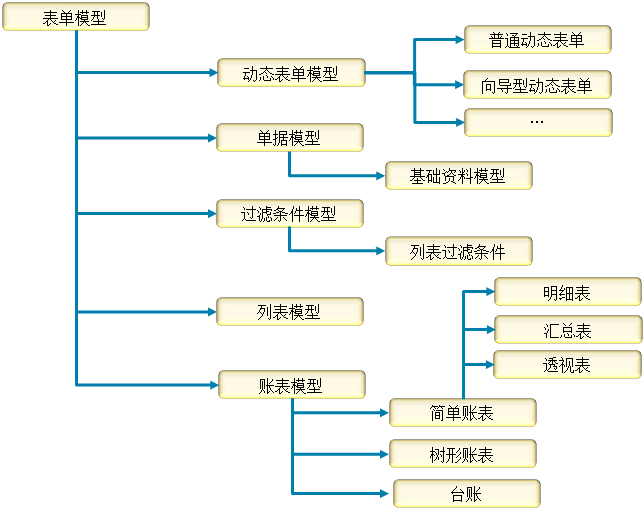 表单模型
动态表单模型
普通动态表单
向导型动态表单
…
单据模型
基础资料模型
过滤条件模型
列表过滤条件
列表模型
账表模型
简单账表
明细表
汇总表
透视表
树形账表
台账